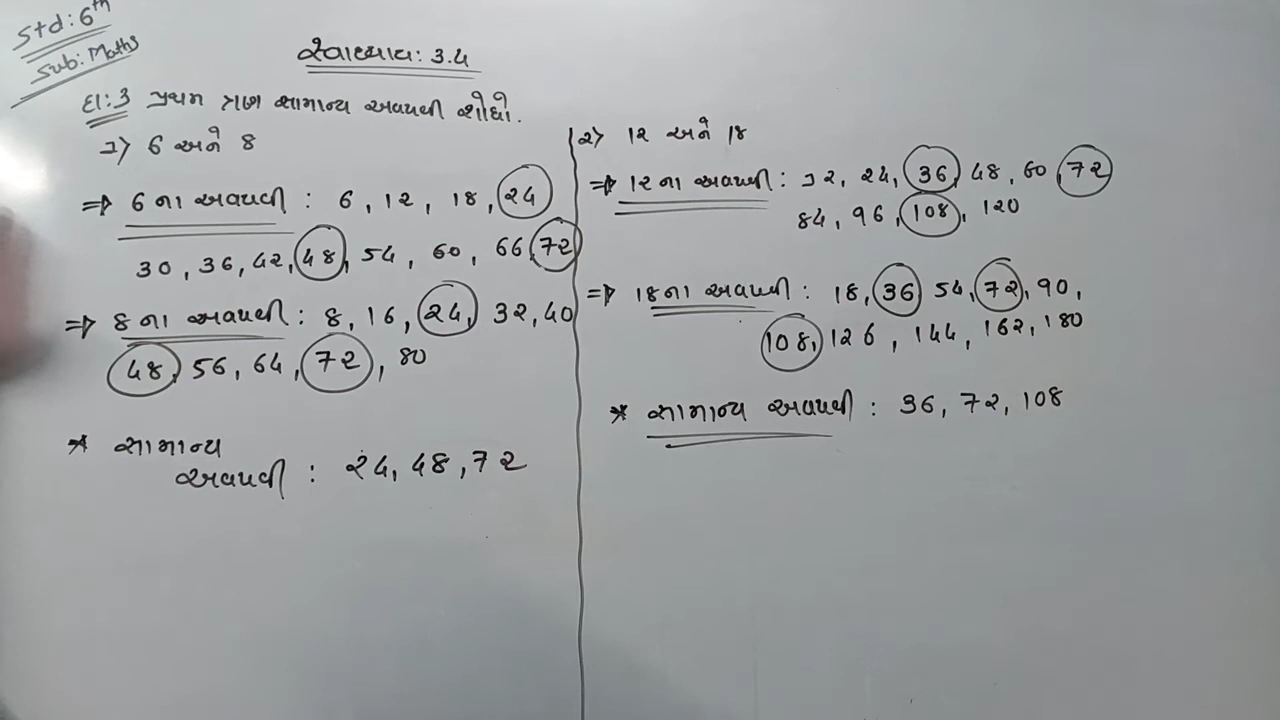 Std: 6th
Sub: Maths
સ્વાધ્યાય: 3.4
દા:3 પ્રથમ ત્રણ સામાન્ય અવયવી શોધો.
૧) 6 અને 8
⇒ 6 ના અવયવી : 6, 12, 18, 24
30, 36, 42, 48, 54, 60, 66, 72
⇒ 8 ના અવયવી : 8, 16, 24, 32, 40
48, 56, 64, 72, 80
* સામાન્ય
અવયવી : 24, 48, 72
૨) 12 અને 18
⇒ 12 ના અવયવી : 12, 24, 36, 48, 60, 72
84, 96, 108, 120
⇒ 18 ના અવયવી : 18, 36 54, 72, 90,
108, 126, 144, 162, 180
* સામાન્ય અવયવી : 36, 72, 108